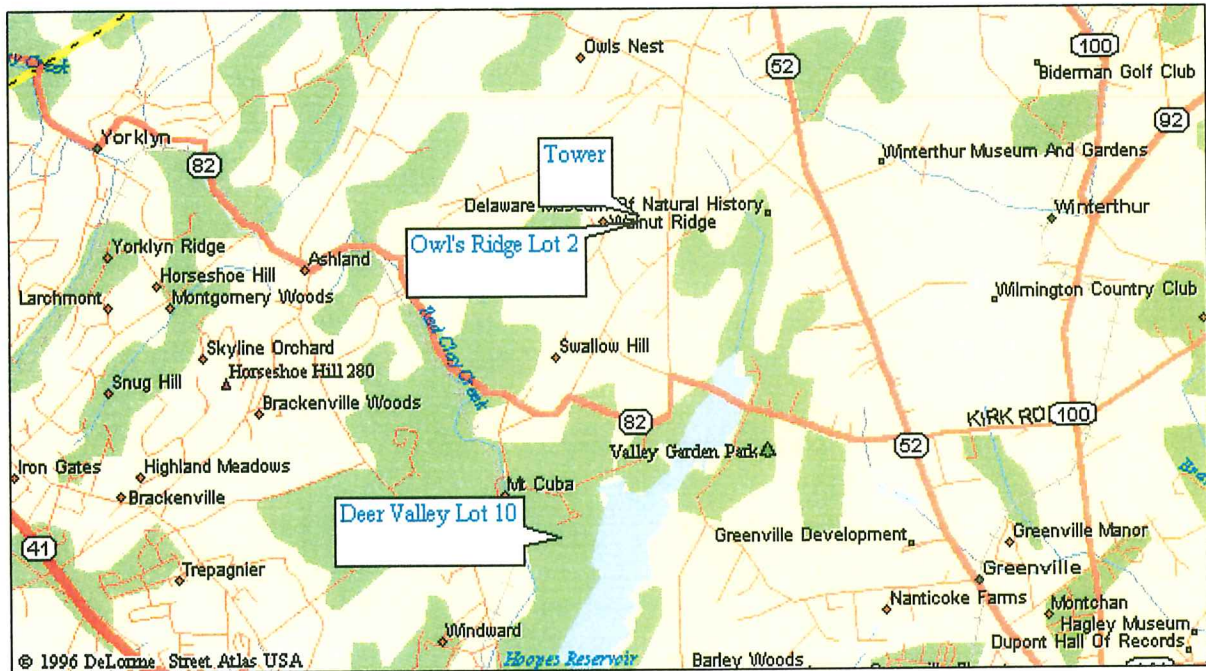 Owls Nest
100
52
Biderman Golf Club
92
Yorklyn
82
Tower
Winterthur Museum And Gardens
Delaware Museum Of Natural History
Walnut Ridge
Winterthur
Owl's Ridge Lot 2
Yorklyn Ridge
Ashland
Horseshoe Hill
Larchmont
Montgomery Woods
Wilmington Country Club
Red Clay Creek
Skyline Orchard
Swallow Hill
Horseshoe Hill 280
Snug Hill
Brackenville Woods
82
KIRK RD
100
52
Valley Garden Park
Iron Gates
Highland Meadows
Mt Cuba
Brackenville
Deer Valley Lot 10
41
Greenville Development
Greenville Manor
Trepagnier
Greenville
Nanticoke Farms
Montchan
Hagley Museum
Windward
Dupont Hall Of Records
© 1996 DeLorme Street Atlas USA
Hoopes Reservoir
Barley Woods